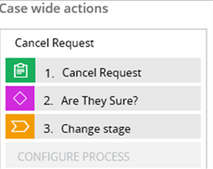 Case wide actions
Cancel Request
1. Cancel Request
2. Are They Sure?
3. Change stage
CONFIGURE PROCESS